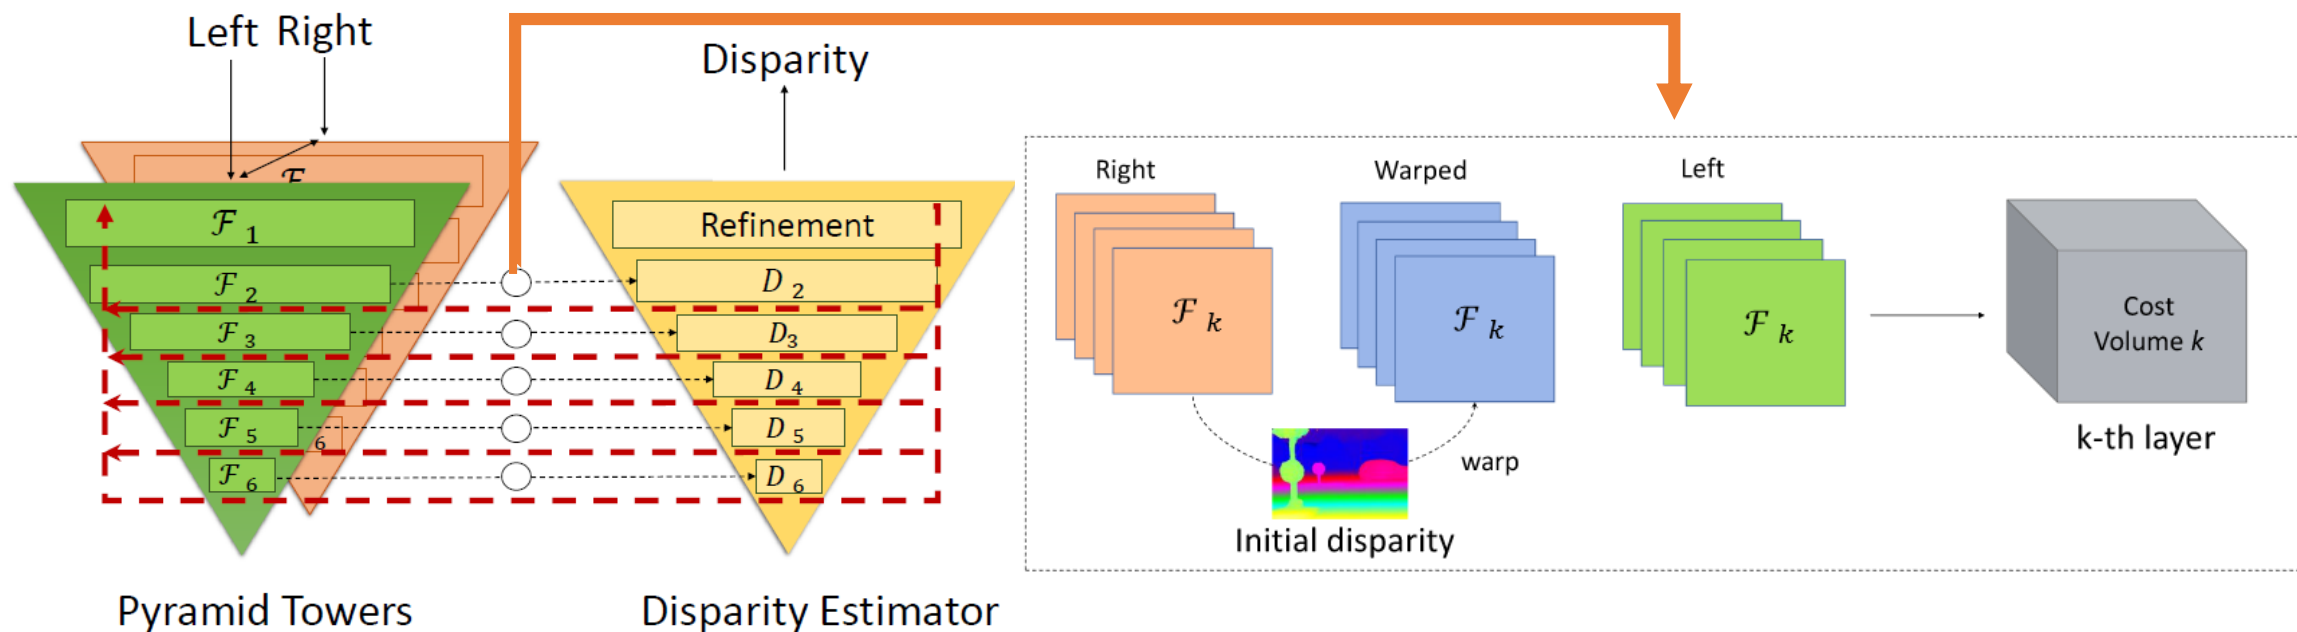 Left Right
Disparity
ℱ
ℱ 1
ℱ 2
ℱ 3
ℱ 4
ℱ 5
ℱ 6
6
Refinement
D 2
D3
D 4
D 5
D 6
Pyramid Towers
Disparity Estimator
Right
Warped
Left
ℱ k
ℱ k
ℱ k
Cost
Volume k
k-th layer
warp
Initial disparity